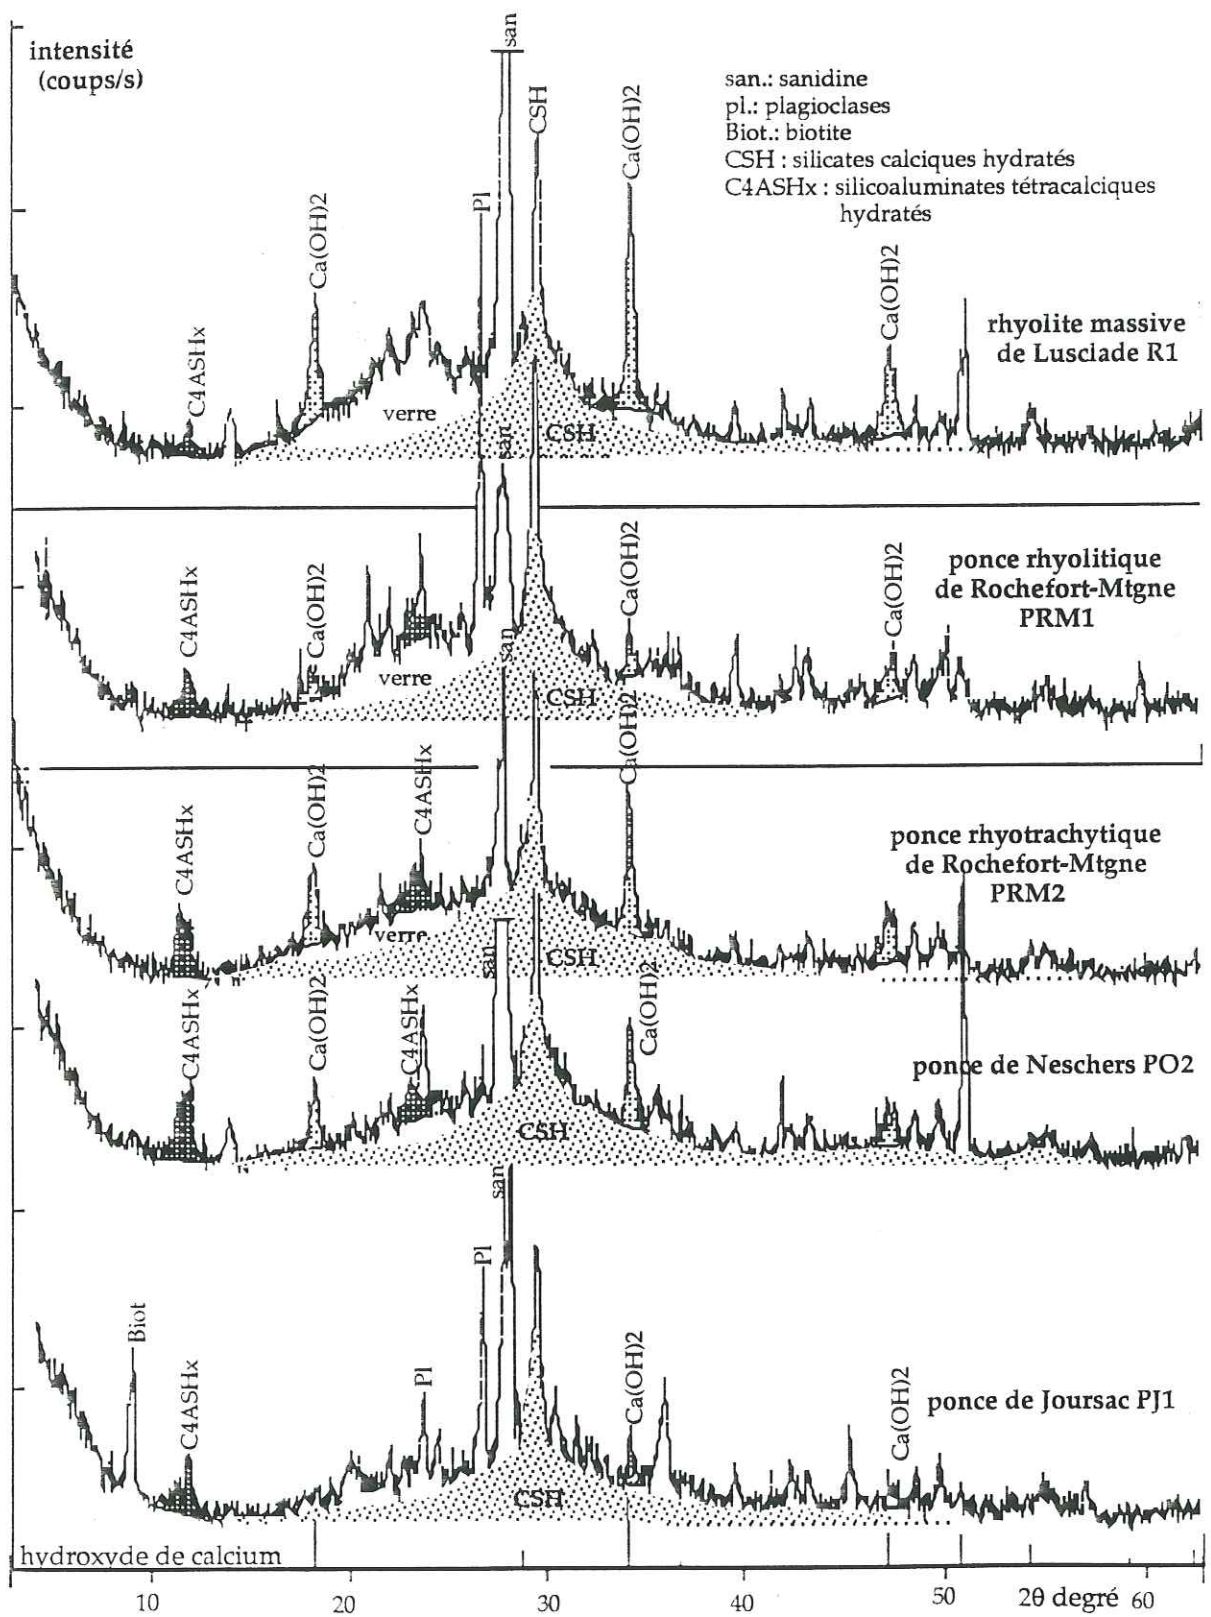 intensité
(coups/s)
san
san.: sanidine
pl.: plagioclases
Biot.: biotite
CSH : silicates calciques hydratés
C4ASHx : silicoaluminates tétracalciques
hydratés
C4ASHx
Ca(OH)2
Pl
CSH
Ca(OH)2
Ca(OH)2
rhyolite massive
de Lusclade R1
verre
san
CSH
C4ASHx
Ca(OH)2
Ca(OH)2
Ca(OH)2
ponce rhyolitique
de Rochefort-Mtgne
PRM1
verre
san
CSH
C4ASHx
Ca(OH)2
C4ASHx
Ca(OH)2
ponce rhyotrachytique
de Rochefort-Mtgne
PRM2
verre
san
CSH
C4ASHx
Ca(OH)2
C4ASHx
Ca(OH)2
ponce de Neschers PO2
CSH
san
Biot
C4ASHx
Pl
Pl
Ca(OH)2
Ca(OH)2
ponce de Joursac PJ1
CSH
hydroxyde de calcium
10
20
30
40
50
2θ degré
60